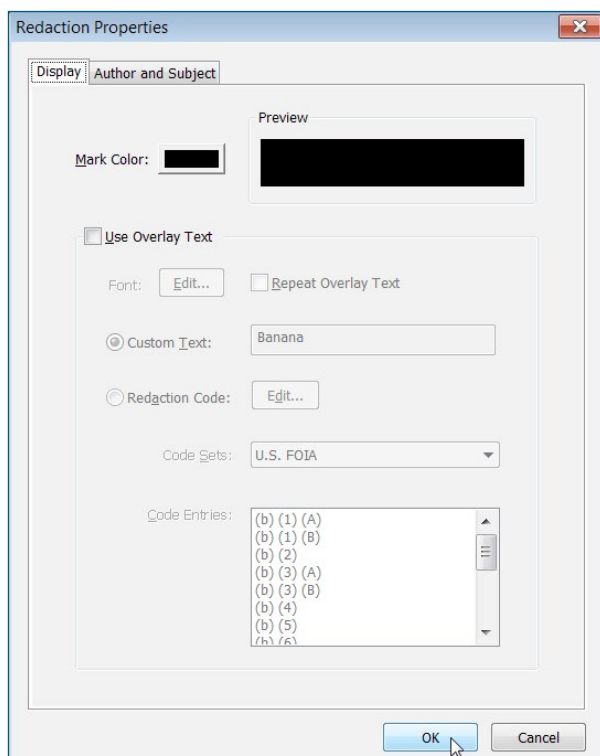 Redaction Properties
Display Author and Subject
Preview
Mark Color:
Use Overlay Text
Font: Edit... Repeat Overlay Text
Custom Text: Banana
Redaction Code: Edit...
Code Sets: U.S. FOIA
Code Entries: (b) (1) (A)
(b) (1) (B)
(b) (2)
(b) (3) (A)
(b) (3) (B)
(b) (4)
(b) (5)
(b) (6)
OK Cancel